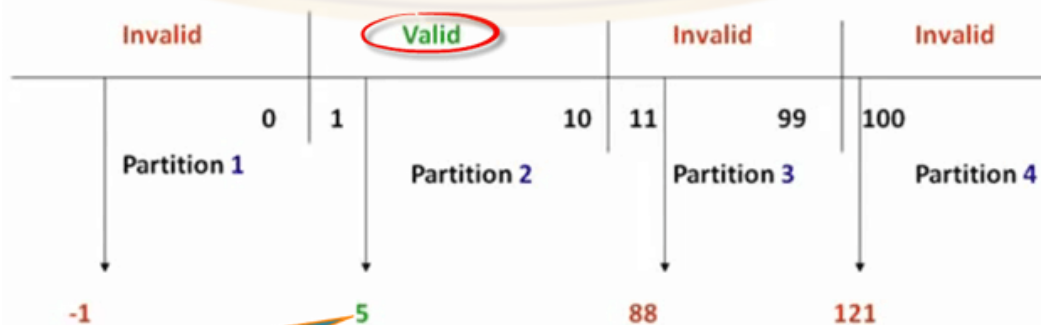 Invalid Valid Invalid Invalid
0 1 10 11 99 100
Partition 1 Partition 2 Partition 3 Partition 4
-1 5 88 121